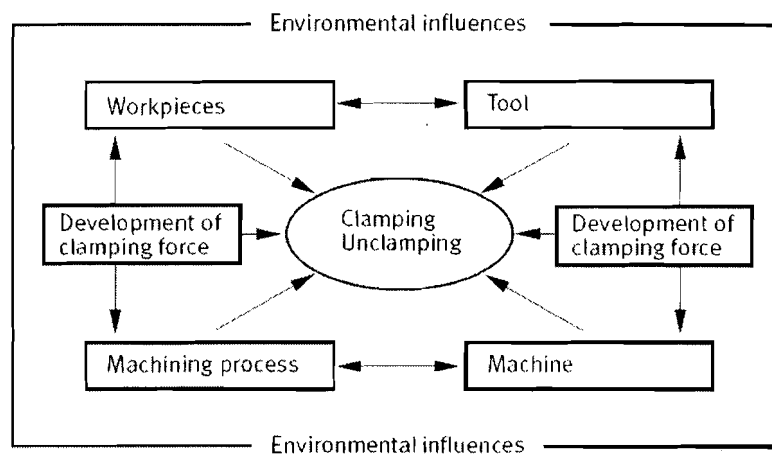 Environmental influences
Workpieces
Tool
Development of
clamping force
Clamping
Unclamping
Development of
clamping force
Machining process
Machine
Environmental influences